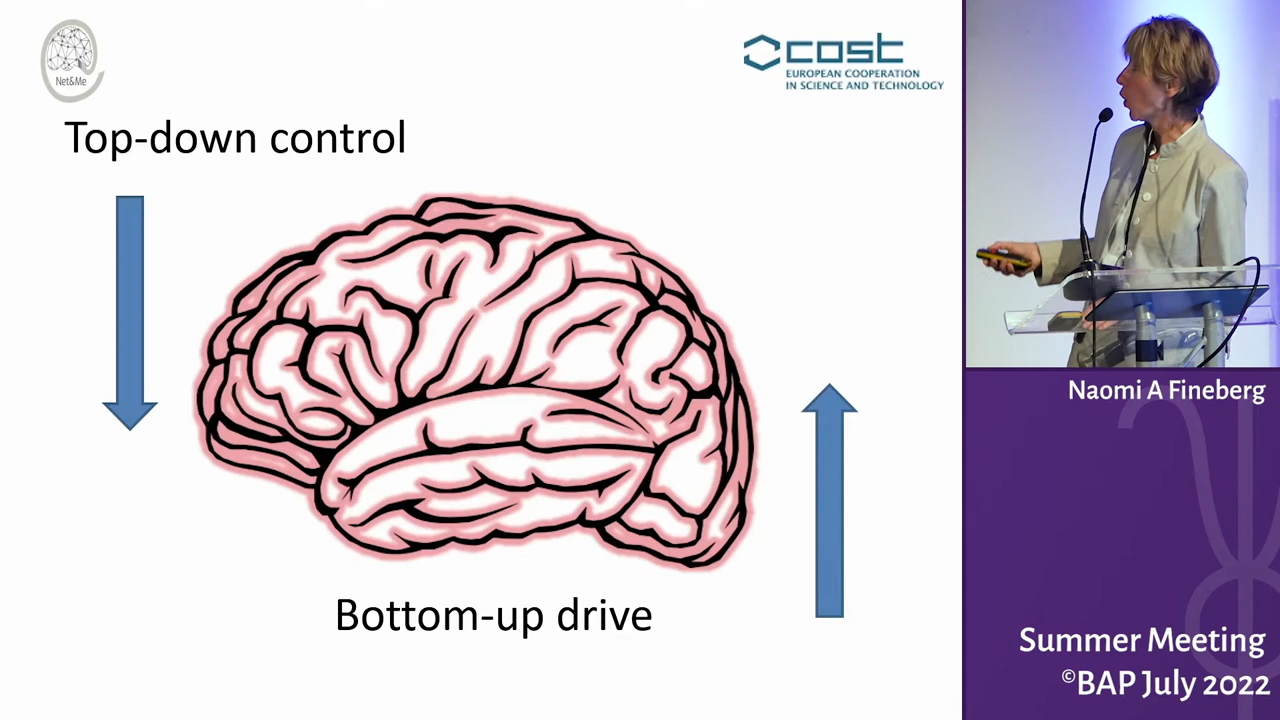 Net&Me
cost
EUROPEAN COOPERATION
IN SCIENCE AND TECHNOLOGY
Top-down control
Bottom-up drive
Naomi A Fineberg
Summer Meeting
©BAP July 2022